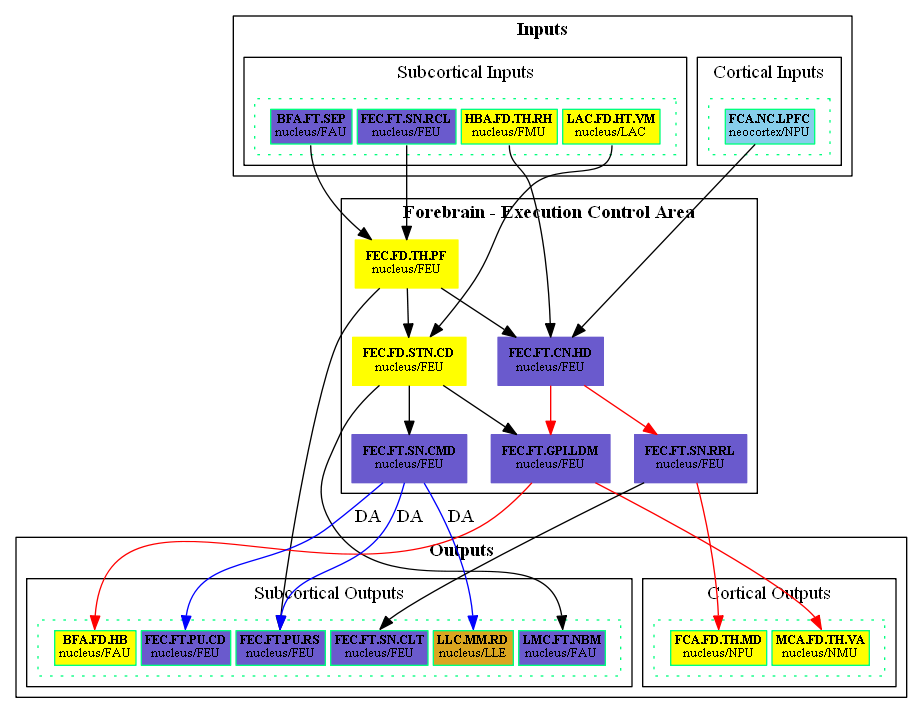 Inputs
Subcortical Inputs
Cortical Inputs
BFA.FT.SEP
nucleus/FAU
FEC.FT.SN.RCL
nucleus/FEU
HBA.FD.TH.RH
nucleus/FMU
LAC.FD.HT.VM
nucleus/LAC
FCA.NC.LPFC
neocortex/NPU
Forebrain - Execution Control Area
FEC.FD.TH.PF
nucleus/FEU
FEC.FD.STN.CD
nucleus/FEU
FEC.FT.CN.HD
nucleus/FEU
FEC.FT.SN.CMD
nucleus/FEU
FEC.FT.GPI.LDM
nucleus/FEU
FEC.FT.SN.RRL
nucleus/FEU
DA
DA
DA
Outputs
Subcortical Outputs
Cortical Outputs
BFA.FD.HB
nucleus/FAU
FEC.FT.PU.CD
nucleus/FEU
FEC.FT.PU.RS
nucleus/FEU
FEC.FT.SN.CLT
nucleus/FEU
LLC.MM.RD
nucleus/LLE
LMC.FT.NBM
nucleus/FAU
FCA.FD.TH.MD
nucleus/NPU
MCA.FD.TH.VA
nucleus/NMU